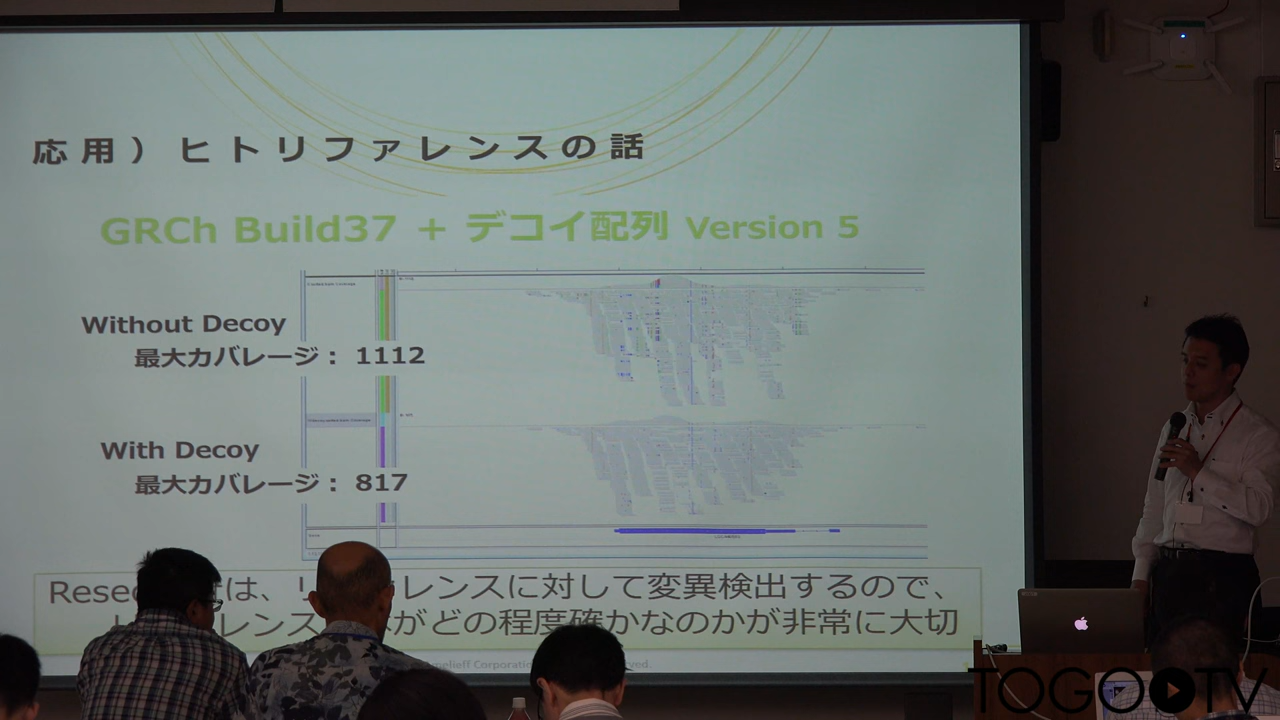 応用）ヒトリファレンスの話
GRCh Build37 + デコイ配列 Version 5
Without Decoy
最大カバレージ： 1112
With Decoy
最大カバレージ： 817
は、 レンスに対して変異検出するので、
レンス がどの程度確かなのかが非常に大切
TOGOTV